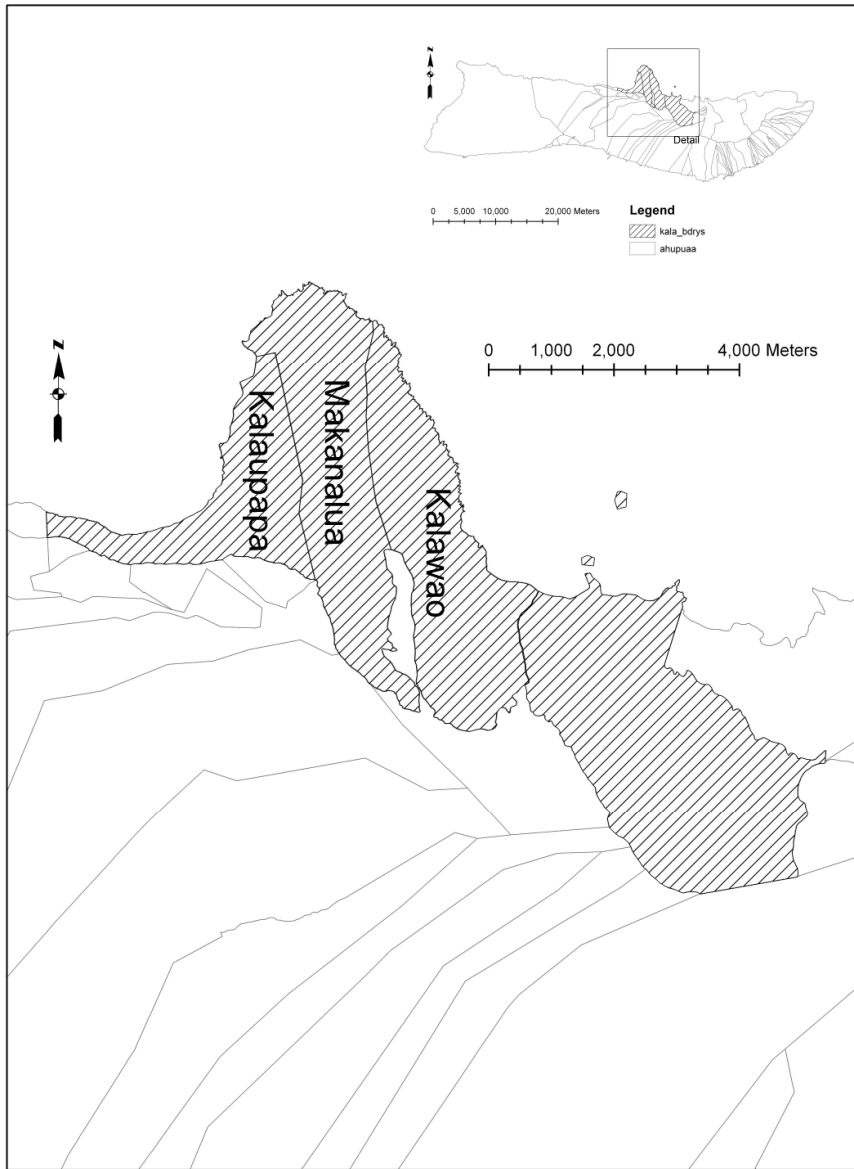 N
Detail
0 5,000 10,000 20,000 Meters
Legend
kala_bdrys
ahupuaa
N
0 1,000 2,000 4,000 Meters
Kalaupapa
Makanalua
Kalawao